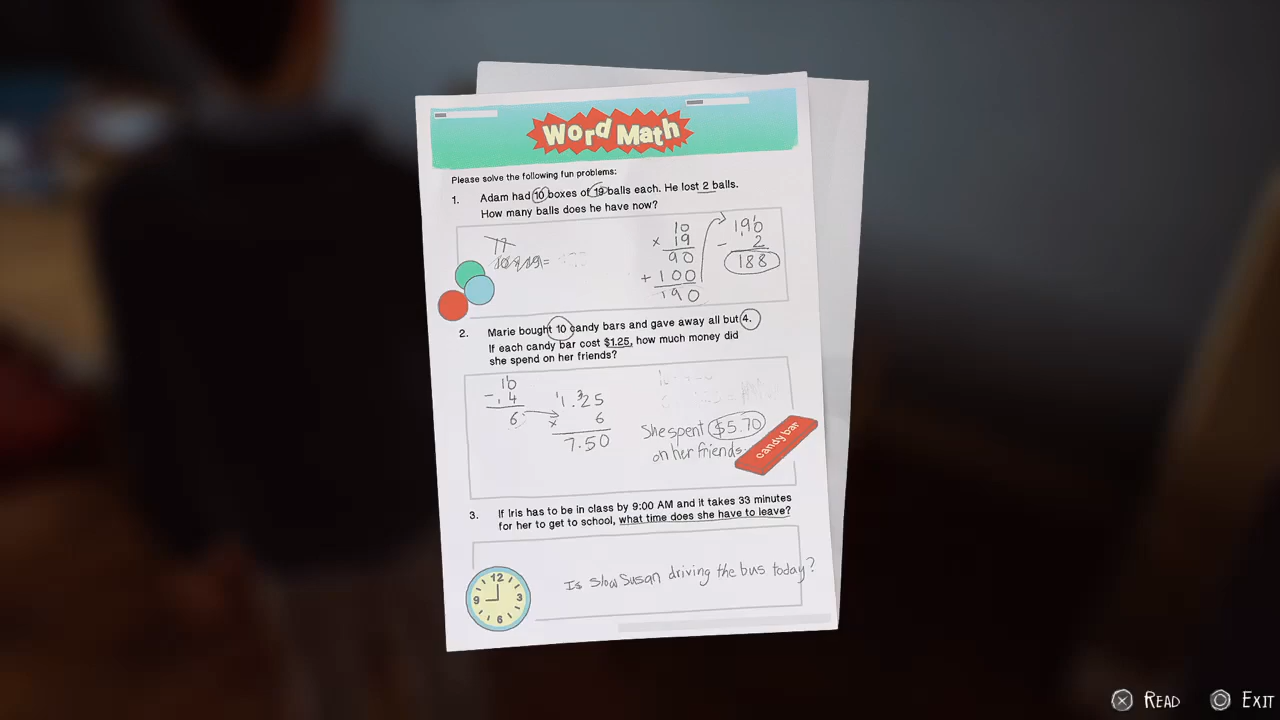 Word Math
Please solve the following fun problems:
1. Adam had 10 boxes of 19 balls each. He lost 2 balls.
How many balls does he have now?
10
x 19
90
+ 100
190
190
- 2
188
2. Marie bought 10 candy bars and gave away all but 4.
If each candy bar cost $1.25, how much money did
she spend on her friends?
10
- 4
6
1.25
x 6
7.50
She spent $5.70
on her friends.
candy bar
3. If Iris has to be in class by 9:00 AM and it takes 33 minutes
for her to get to school, what time does she have to leave?
12
9 3
6
Is slow Susan driving the bus today?
READ EXIT